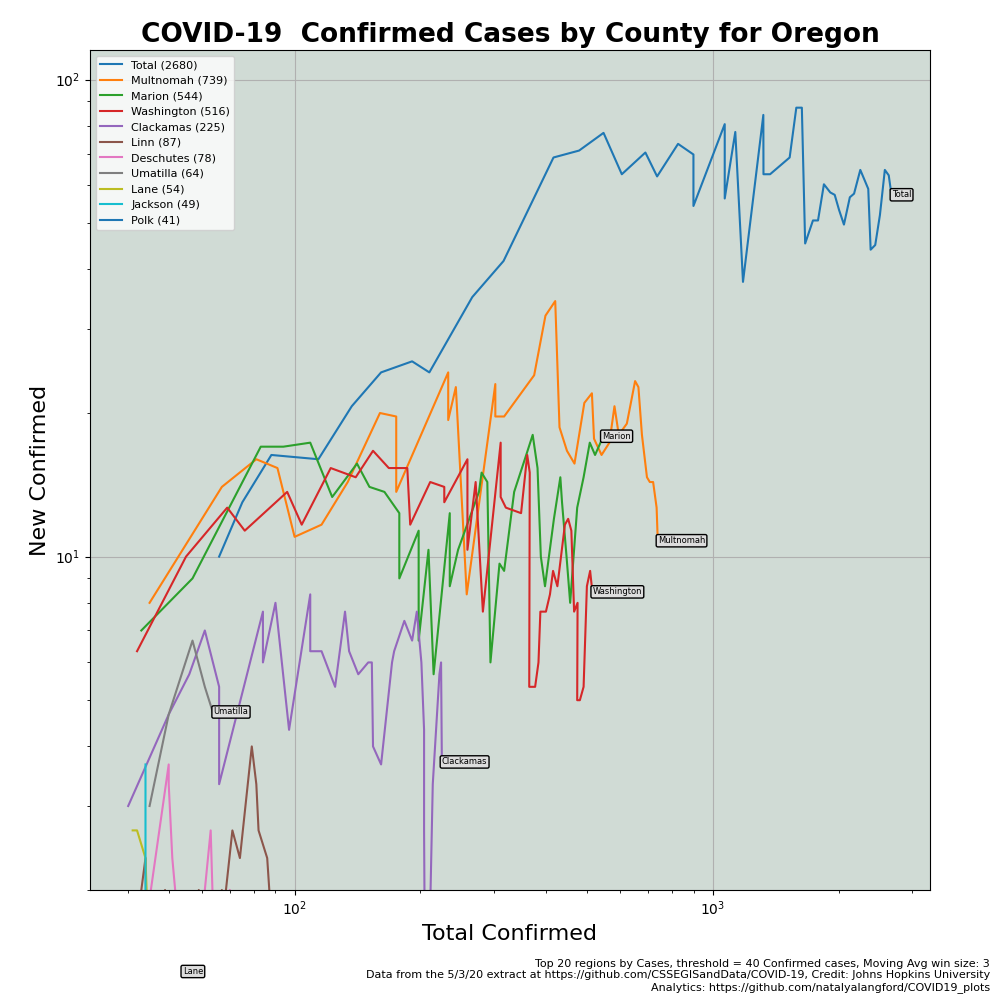 COVID-19  Confirmed Cases by County for Oregon
Total (2680)
Multnomah (739)
Marion (544)
Washington (516)
Clackamas (225)
Linn (87)
Deschutes (78)
Umatilla (64)
Lane (54)
Jackson (49)
Polk (41)
10²
10¹
New Confirmed
Total
Marion
Multnomah
Washington
Umatilla
Clackamas
10² 10³
Total Confirmed
Lane
Top 20 regions by Cases, threshold = 40 Confirmed cases, Moving Avg win size: 3
Data from the 5/3/20 extract at https://github.com/CSSEGISandData/COVID-19, Credit: Johns Hopkins University
Analytics: https://github.com/natalyalangford/COVID19_plots